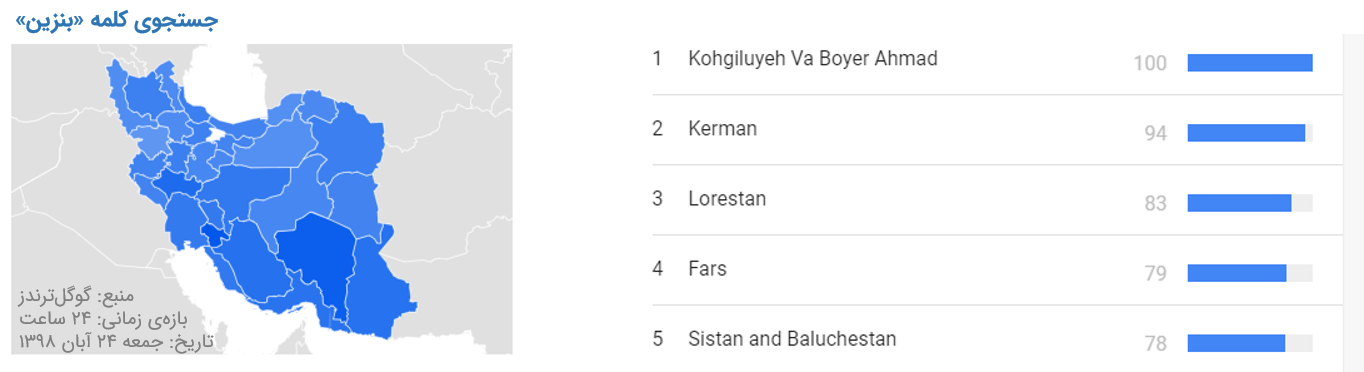 جستجوی کلمه «بنزین»
منبع: گوگل‌ترندز
بازه‌ی زمانی: ۲۴ ساعت
تاریخ: جمعه ۲۴ آبان ۱۳۹۸
1 Kohgiluyeh Va Boyer Ahmad 100
2 Kerman 94
3 Lorestan 83
4 Fars 79
5 Sistan and Baluchestan 78